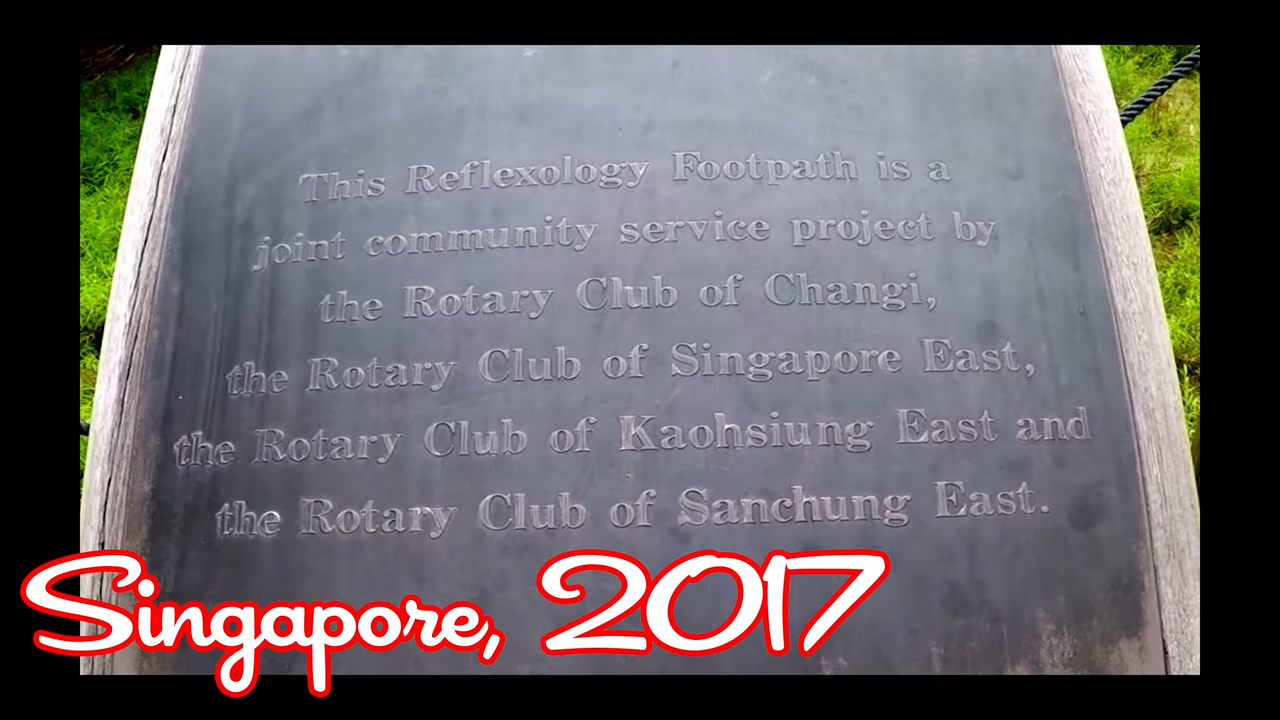 This Reflexology Footpath is a
joint community service project by
the Rotary Club of Changi,
the Rotary Club of Singapore East,
the Rotary Club of Kaohsiung East and
the Rotary Club of Sanchung East.
Singapore, 2017